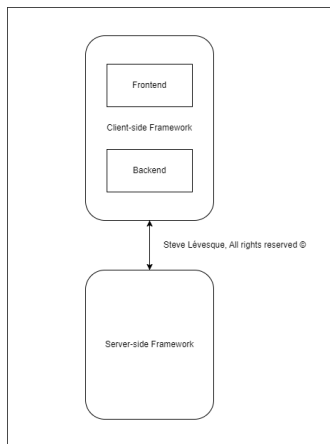 Frontend
Client-side Framework
Backend
Steve Lévesque, All rights reserved ©
Server-side Framework